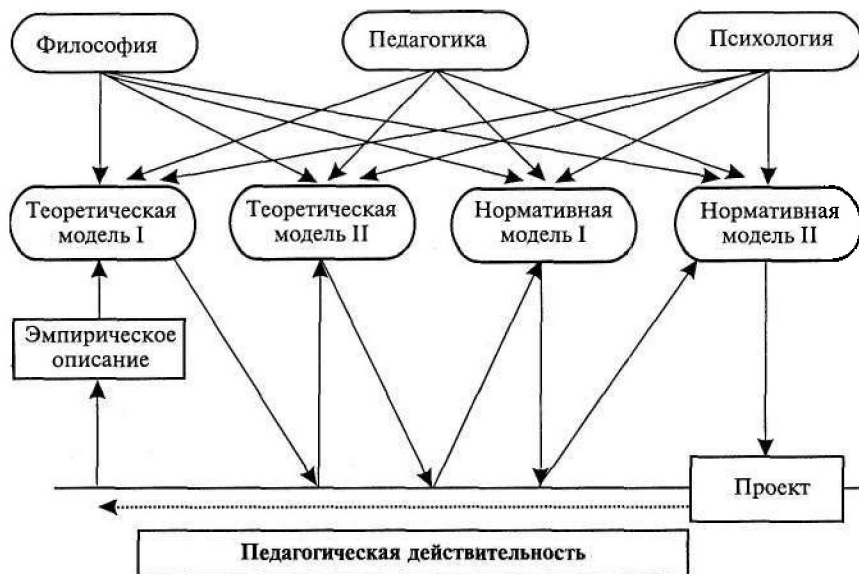 Философия
Педагогика
Психология
Теоретическая
модель I
Теоретическая
модель II
Нормативная
модель I
Нормативная
модель II
Эмпирическое
описание
Проект
Педагогическая действительность